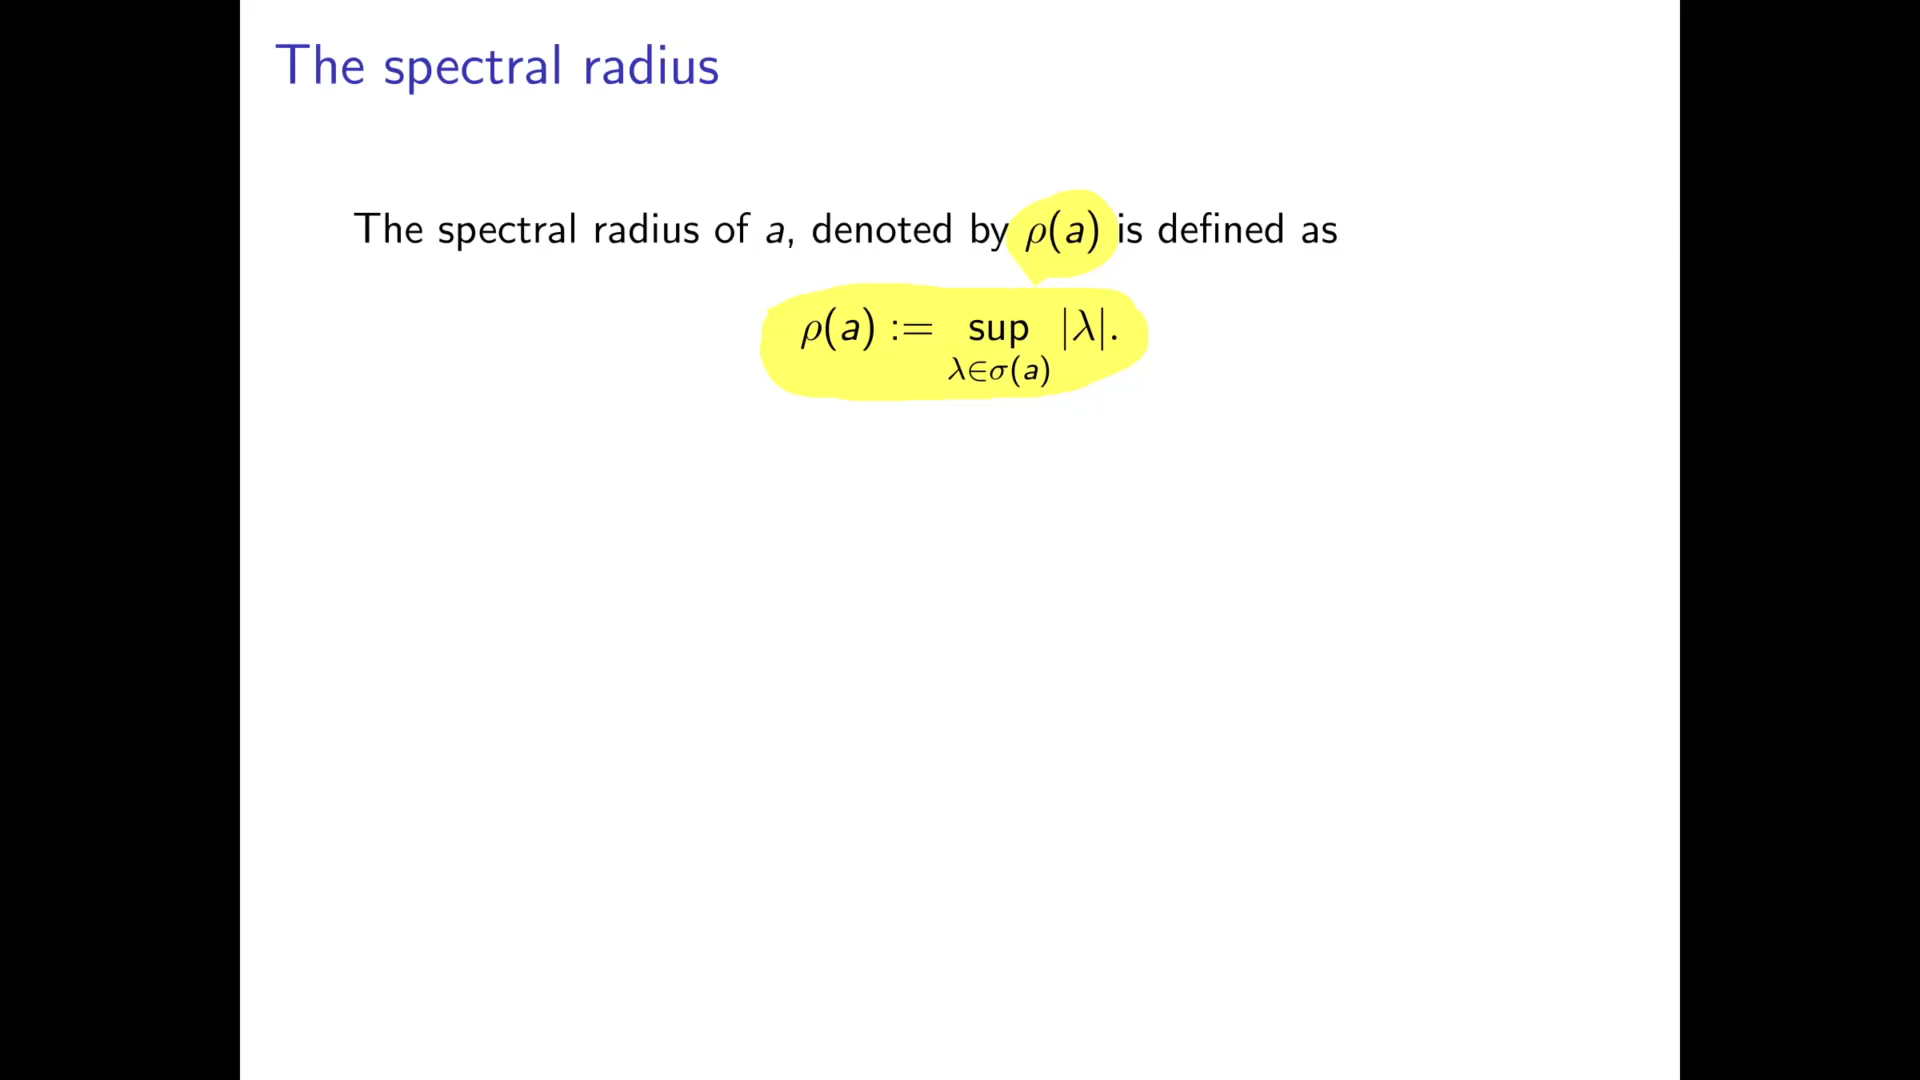 The spectral radius
The spectral radius of a, denoted by ρ(a) is defined as
ρ(a) := sup |λ|.
λ∈σ(a)